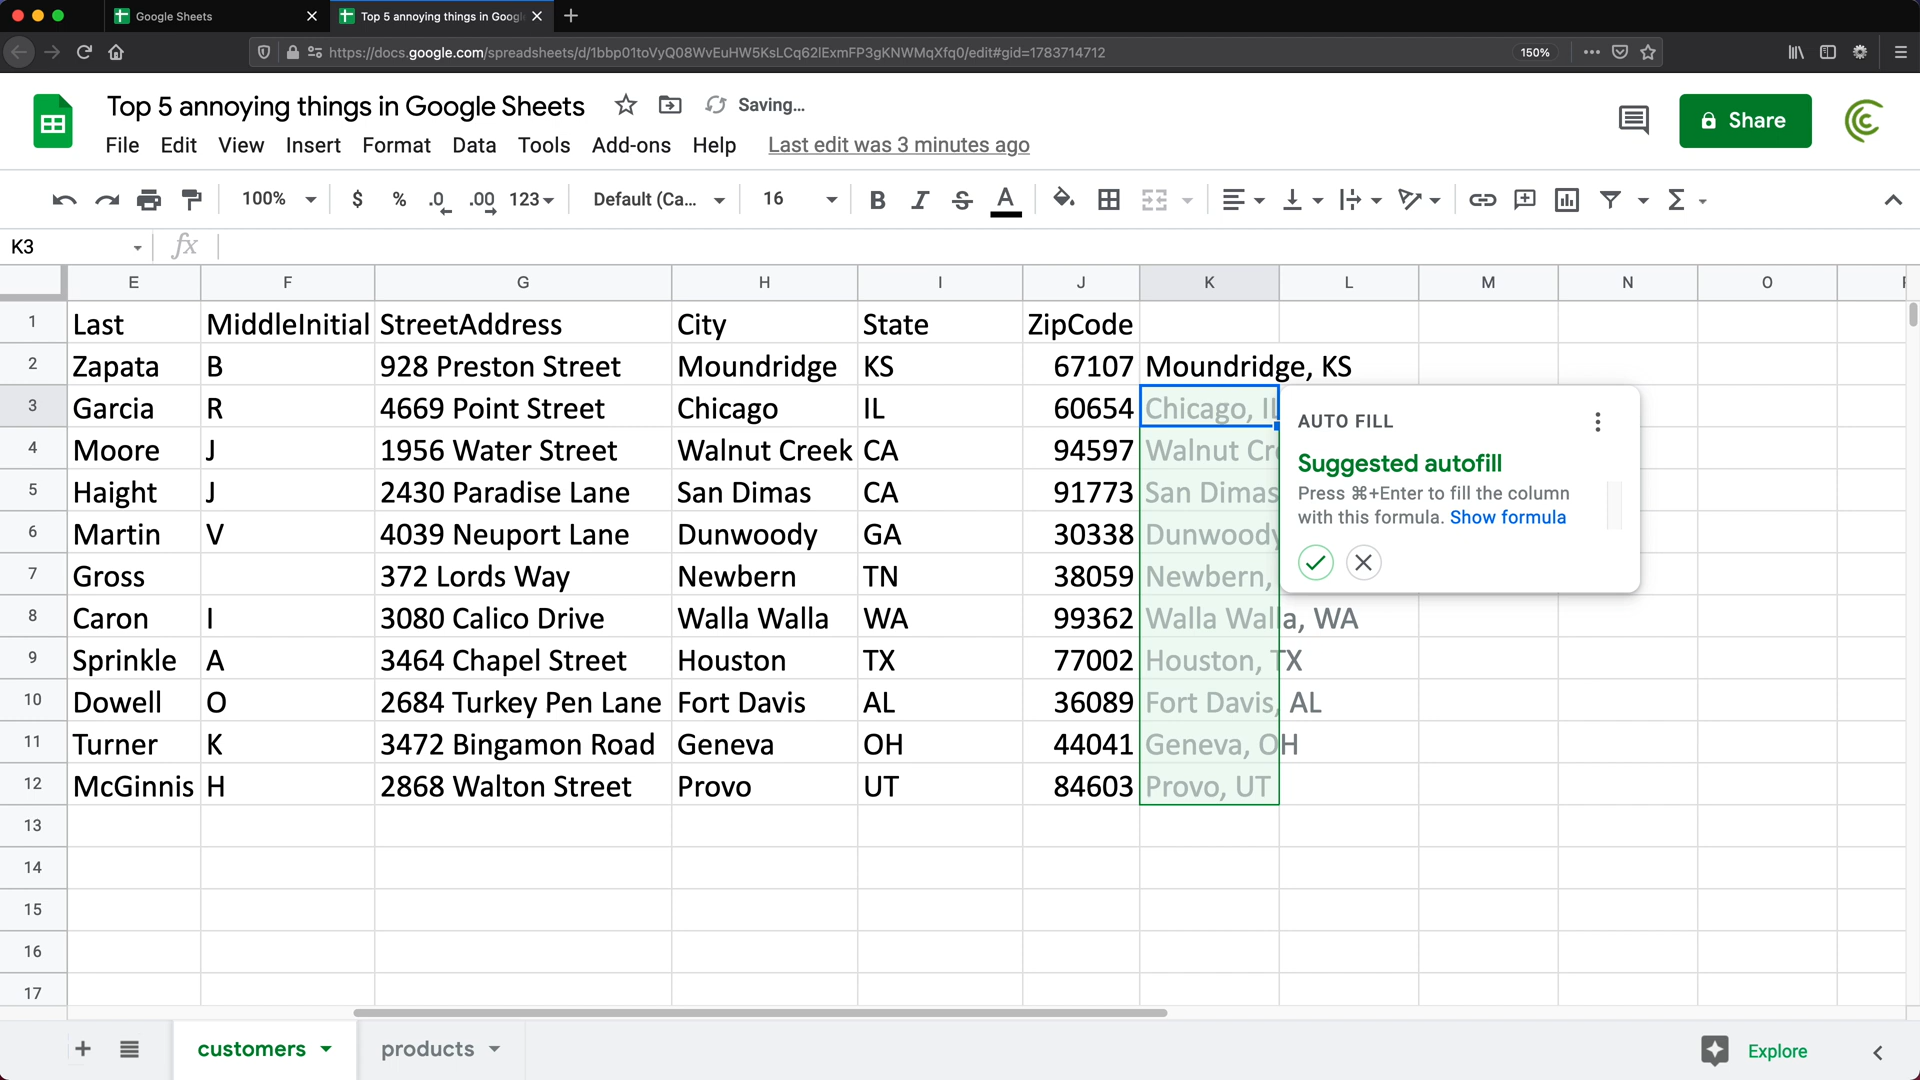 Google Sheets
Top 5 annoying things in Googl
https://docs.google.com/spreadsheets/d/1bbp01toVyQ08WvEuHW5KsLCq62lExmFP3gKNWMqXfq0/edit#gid=1783714712
150%
Top 5 annoying things in Google Sheets
Saving...
Share
File Edit View Insert Format Data Tools Add-ons Help Last edit was 3 minutes ago
100% $ % .0 .00 123 Default (Ca... 16 B I S A Σ
K3 fx
E F G H I J K L M N O
1 Last MiddleInitial StreetAddress City State ZipCode
2 Zapata B 928 Preston Street Moundridge KS 67107 Moundridge, KS
3 Garcia R 4669 Point Street Chicago IL 60654 Chicago, IL
4 Moore J 1956 Water Street Walnut Creek CA 94597 Walnut Cr
5 Haight J 2430 Paradise Lane San Dimas CA 91773 San Dimas
6 Martin V 4039 Neuport Lane Dunwoody GA 30338 Dunwoody
7 Gross 372 Lords Way Newbern TN 38059 Newbern,
8 Caron I 3080 Calico Drive Walla Walla WA 99362 Walla Walla, WA
9 Sprinkle A 3464 Chapel Street Houston TX 77002 Houston, TX
10 Dowell O 2684 Turkey Pen Lane Fort Davis AL 36089 Fort Davis, AL
11 Turner K 3472 Bingamon Road Geneva OH 44041 Geneva, OH
12 McGinnis H 2868 Walton Street Provo UT 84603 Provo, UT
13
14
15
16
17
AUTO FILL
Suggested autofill
Press ⌘+Enter to fill the column
with this formula. Show formula
customers products Explore